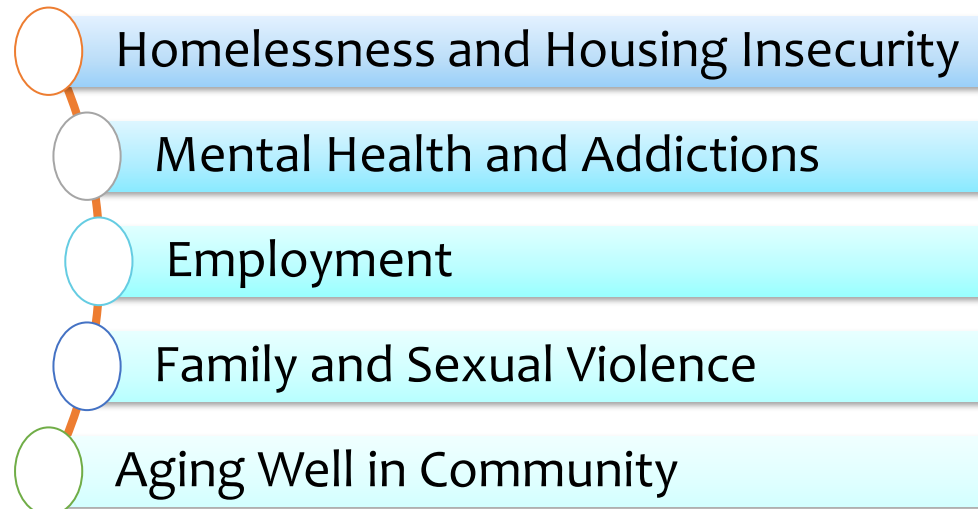 Homelessness and Housing Insecurity
Mental Health and Addictions
Employment
Family and Sexual Violence
Aging Well in Community